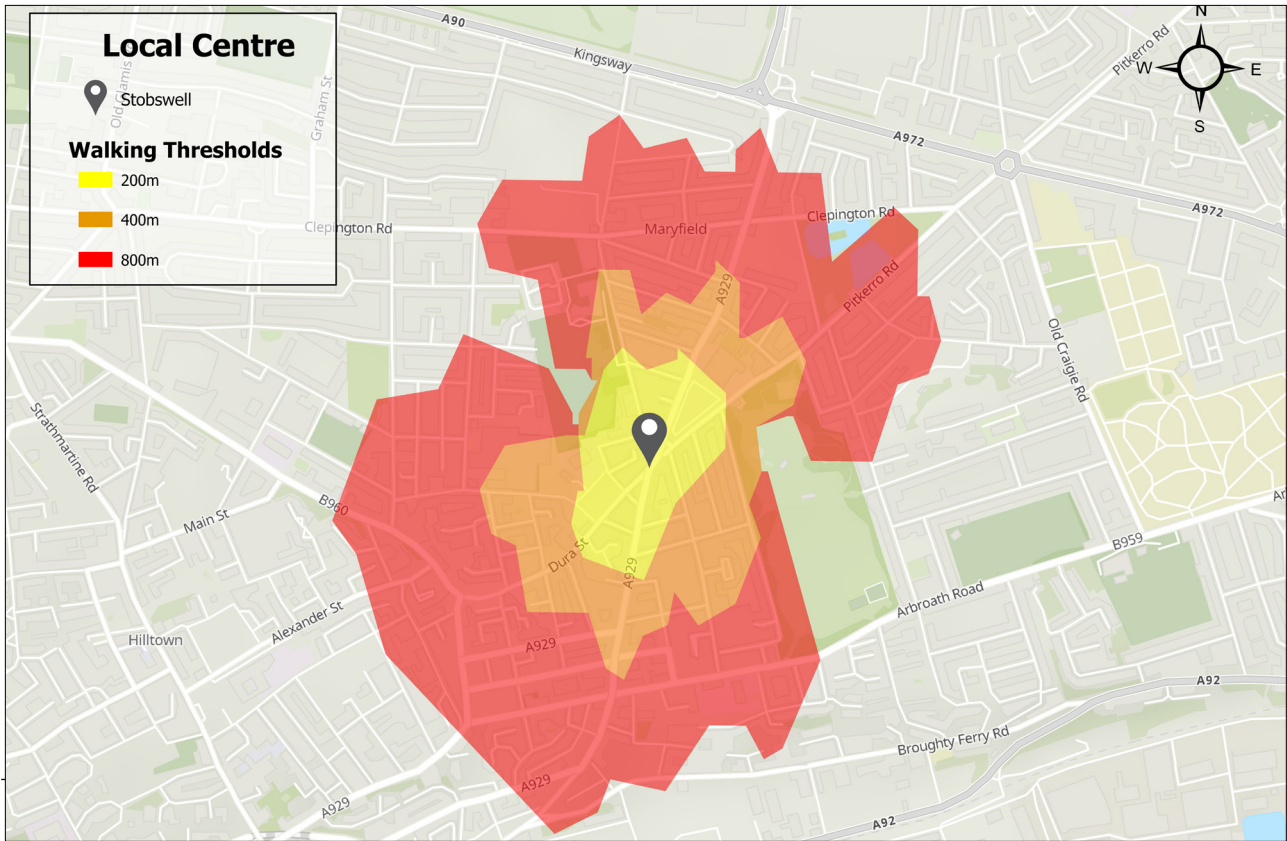 Local Centre
Stobswell
Walking Thresholds
200m
400m
800m
Old Glamis
Graham St
A90
Kingsway
Pitkerro Rd
N
W
E
S
A972
A972
Clepington Rd
Maryfield
Clepington Rd
A929
Pitkerro Rd
Old Craigie Rd
Strathmartine Rd
B960
Main St
Dura St
A929
B959
Arbroath Road
Alexander St
Hilltown
A929
A92
Broughty Ferry Rd
A929
A929
A92